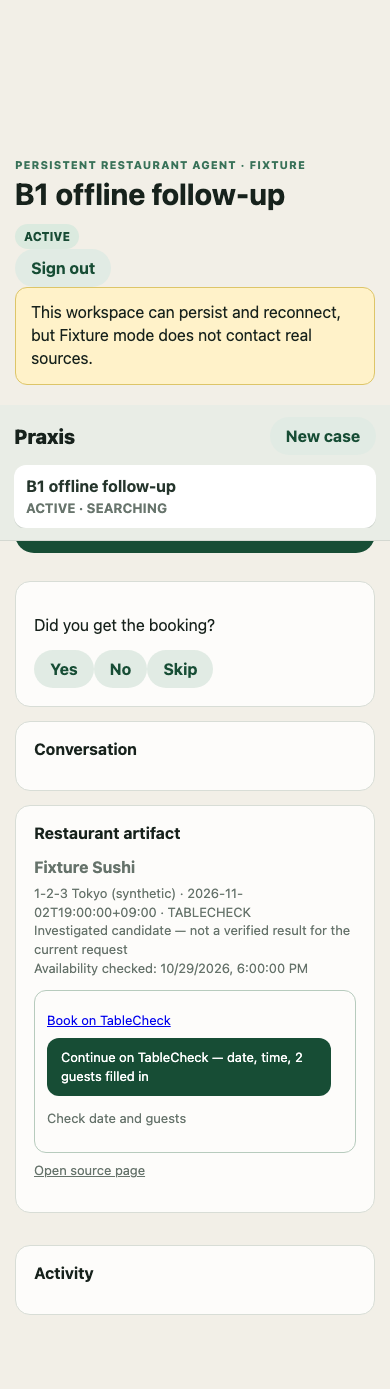 PERSISTENT RESTAURANT AGENT · FIXTURE
B1 offline follow-up
ACTIVE
Sign out
This workspace can persist and reconnect,
but Fixture mode does not contact real
sources.
Praxis
New case
B1 offline follow-up
ACTIVE · SEARCHING
Did you get the booking?
Yes
No
Skip
Conversation
Restaurant artifact
Fixture Sushi
1-2-3 Tokyo (synthetic) · 2026-11-
02T19:00:00+09:00 · TABLECHECK
Investigated candidate — not a verified result for the
current request
Availability checked: 10/29/2026, 6:00:00 PM
Book on TableCheck
Continue on TableCheck — date, time, 2
guests filled in
Check date and guests
Open source page
Activity